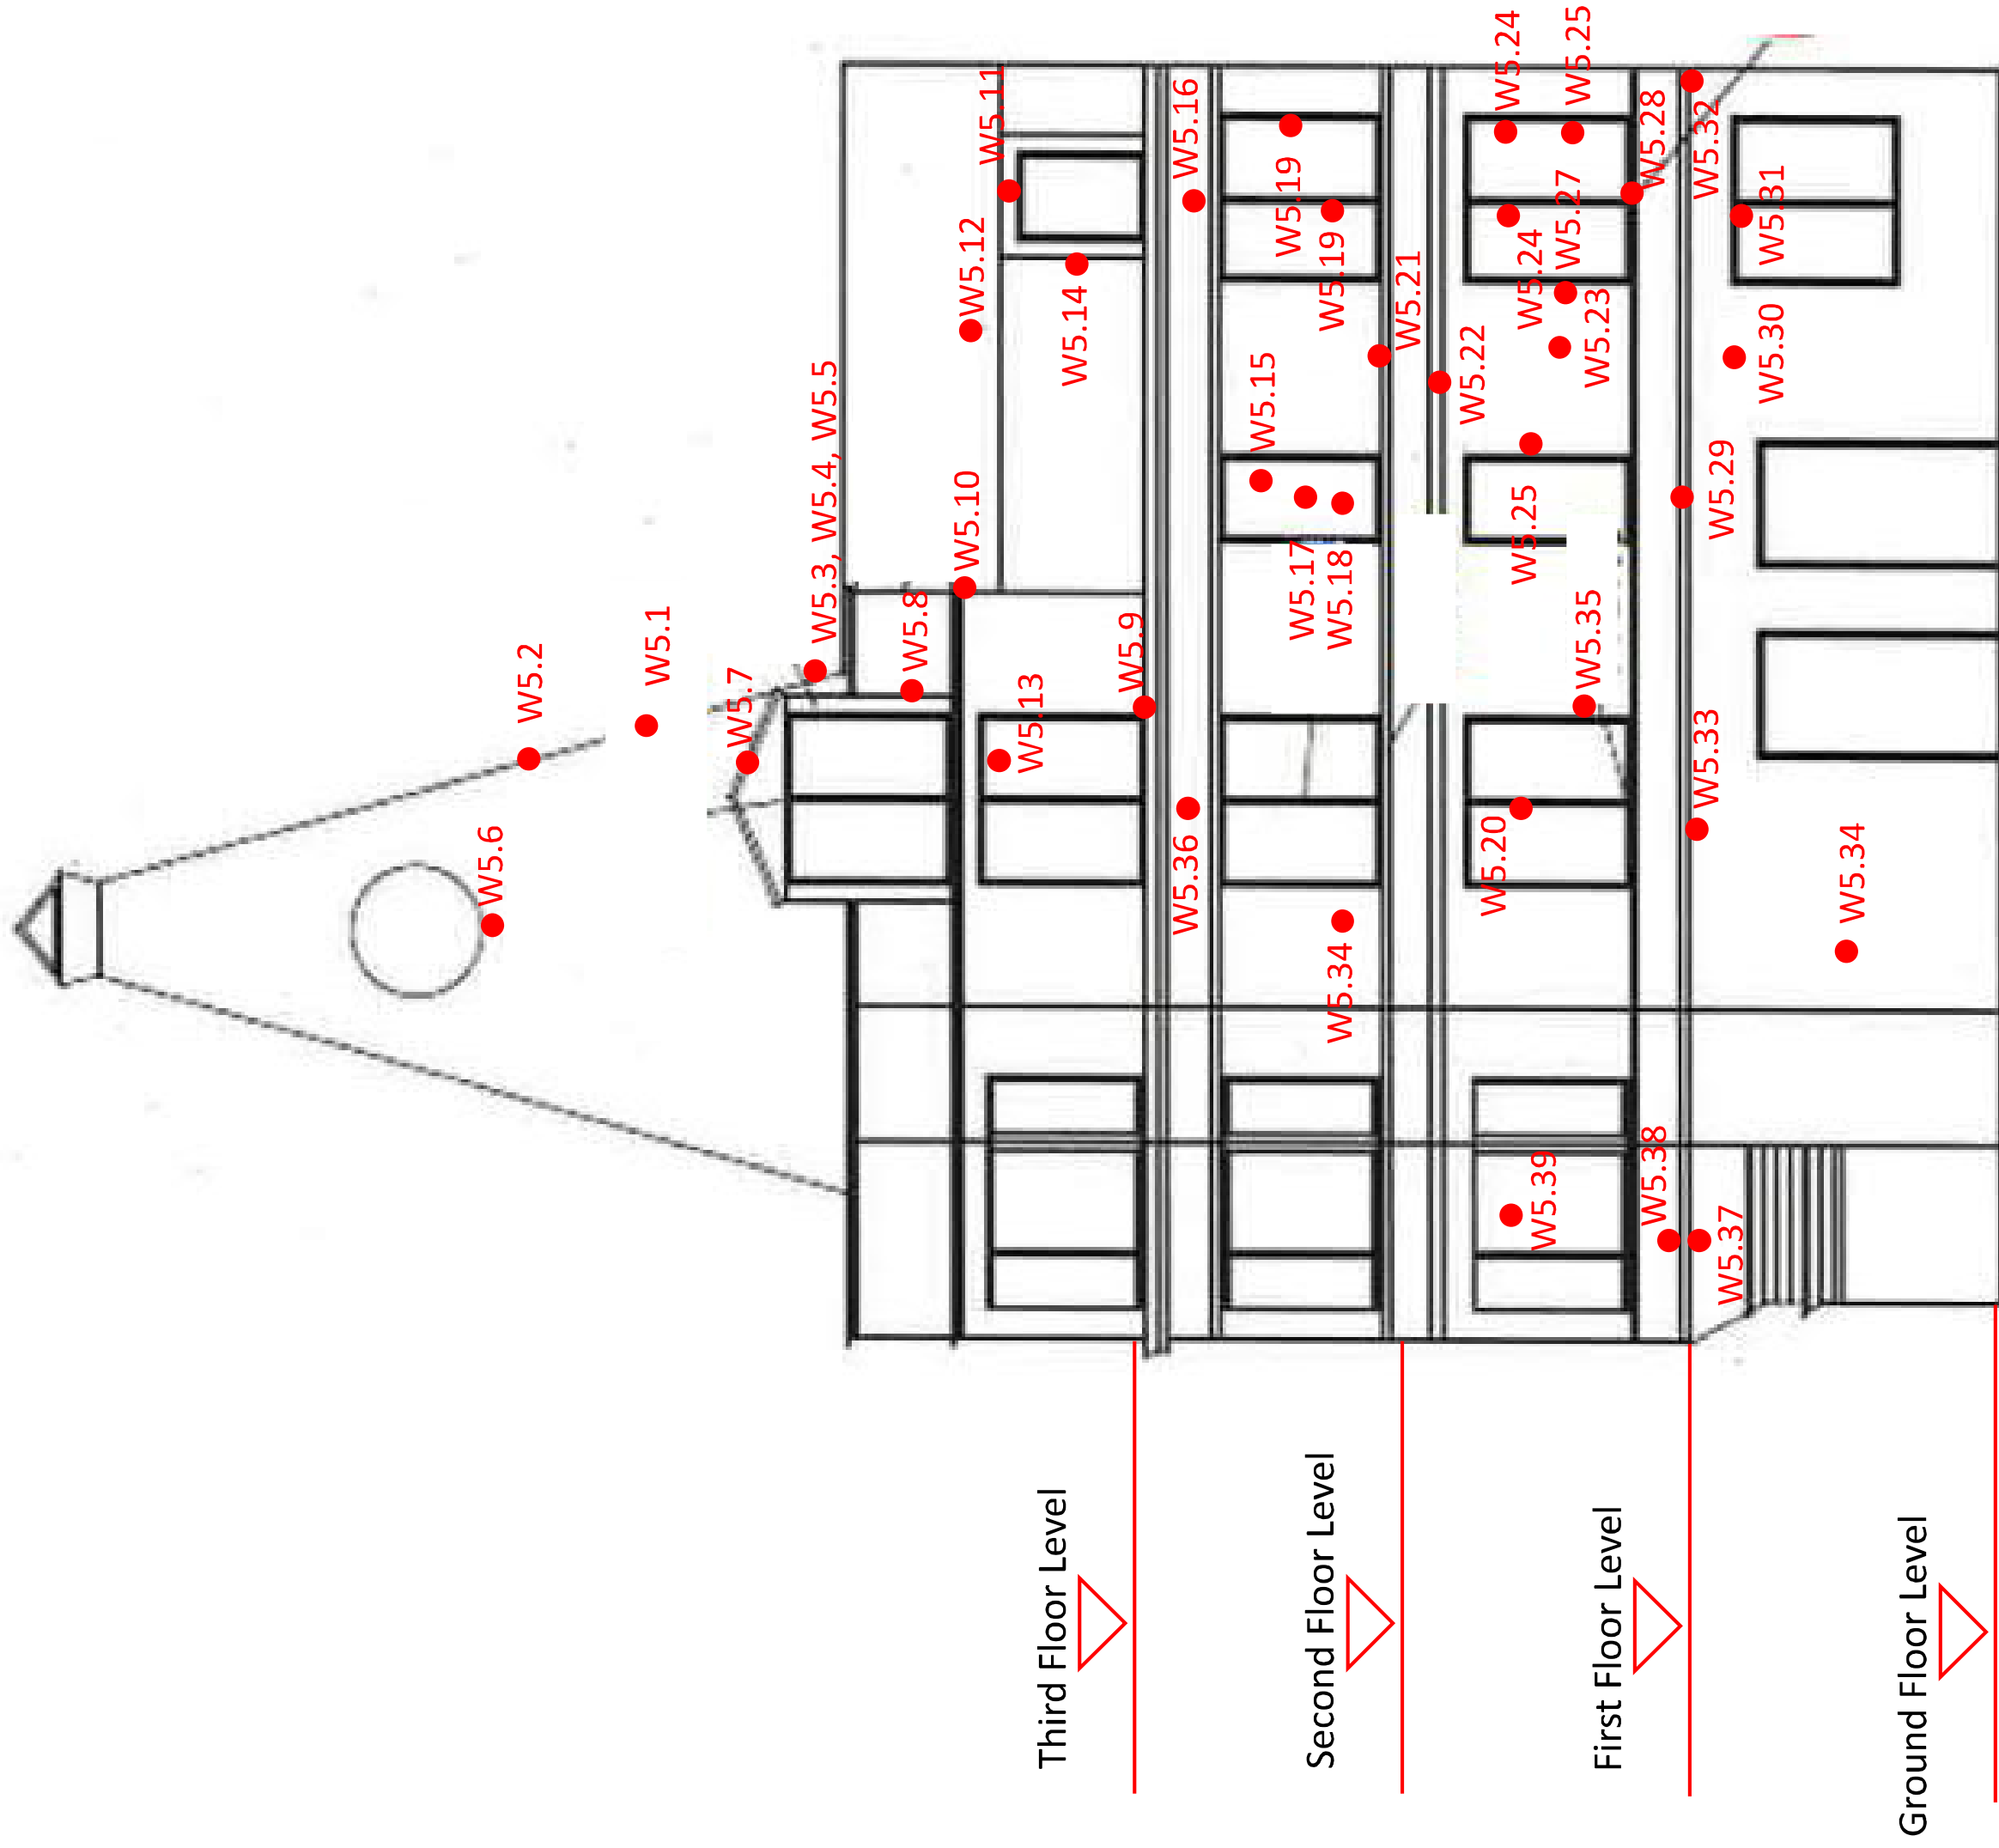 W5.6
W5.2
W5.1
W5.7
W5.3, W5.4, W5.5
W5.8
W5.10
W5.12
W5.11
W5.13
Third Floor Level
W5.14
W5.9
W5.36
W5.16
W5.15
W5.19
W5.17
Second Floor Level
W5.19
W5.34
W5.18
W5.21
W5.22
W5.20
W5.24
W5.25
W5.24
W5.39
W5.27
W5.25
W5.35
W5.23
First Floor Level
W5.38
W5.28
W5.33
W5.32
W5.29
W5.37
W5.30
W5.31
W5.34
Ground Floor Level